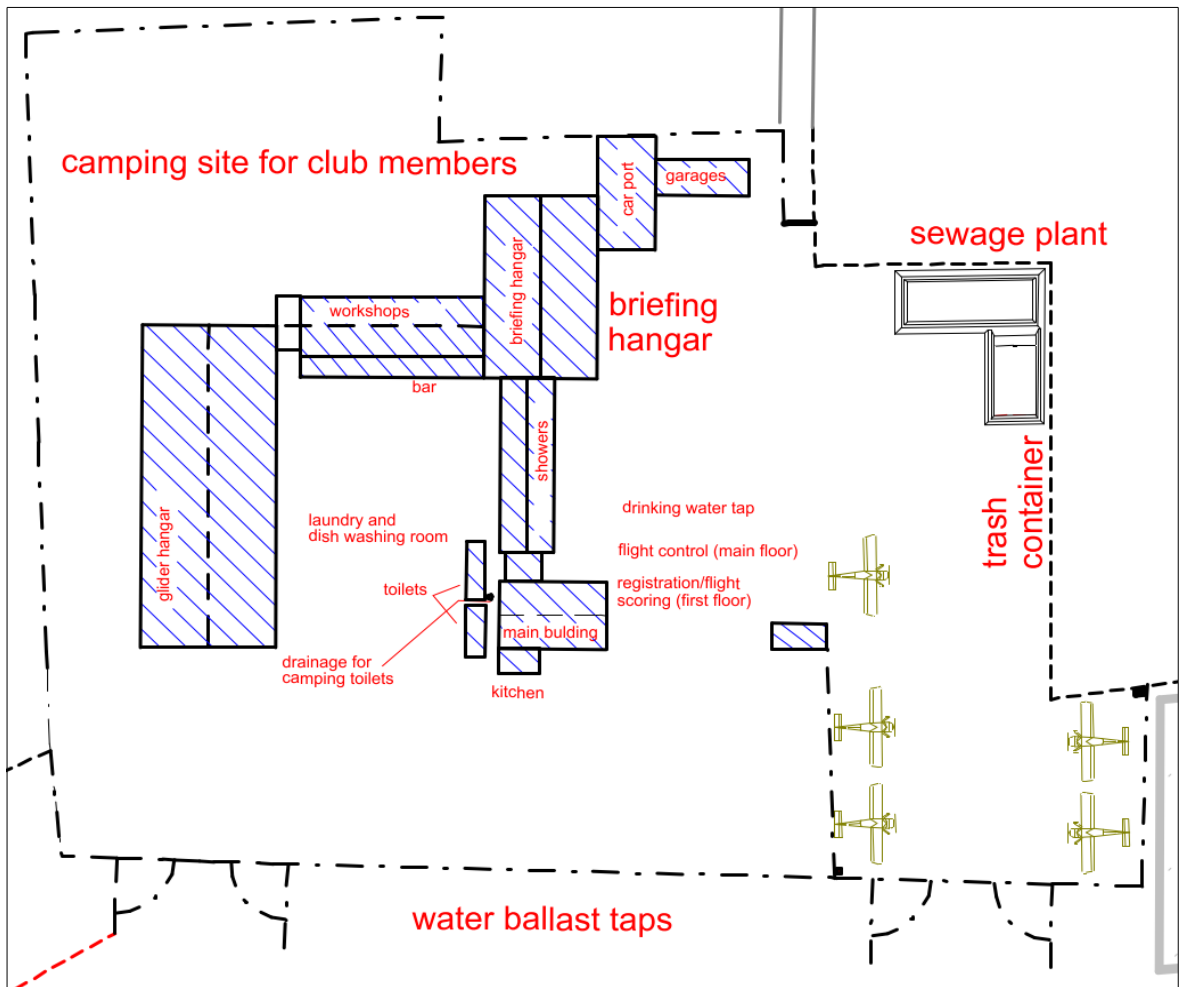 camping site for club members
car port
garages
sewage plant
briefing hangar
briefing
hangar
workshops
bar
showers
trash
container
glider hangar
laundry and
dish washing room
drinking water tap
flight control (main floor)
toilets
registration/flight
scoring (first floor)
main bulding
drainage for
camping toilets
kitchen
water ballast taps